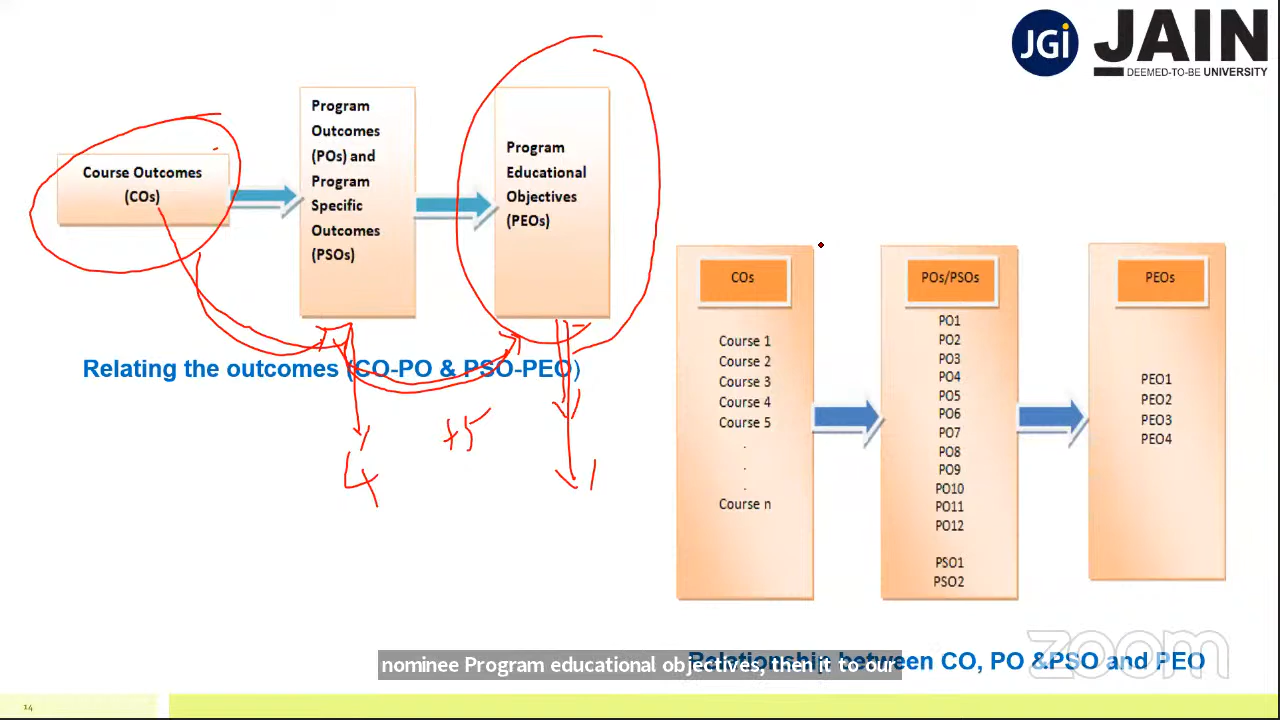 JGi JAIN
DEEMED-TO-BE UNIVERSITY
Course Outcomes
(COs)
Program
Outcomes
(POs) and
Program
Specific
Outcomes
(PSOs)
Program
Educational
Objectives
(PEOs)
Relating the outcomes (CO-PO & PSO-PEO)
4
+5
1
COs
Course 1
Course 2
Course 3
Course 4
Course 5
.
.
.
Course n
POs/PSOs
PO1
PO2
PO3
PO4
PO5
PO6
PO7
PO8
PO9
PO10
PO11
PO12
PSO1
PSO2
PEOs
PEO1
PEO2
PEO3
PEO4
zoom
Relationship between CO, PO &PSO and PEO
nominee Program educational objectives, then it to our
14